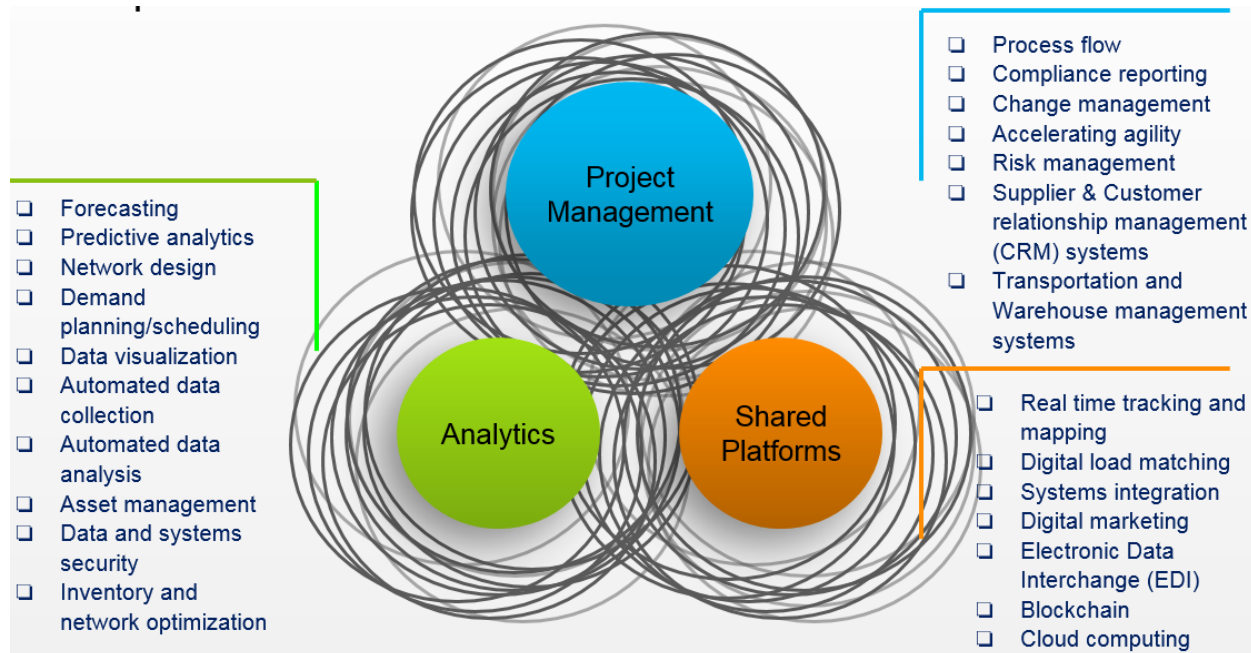 Project
Management
Analytics
Shared
Platforms
❑ Forecasting
❑ Predictive analytics
❑ Network design
❑ Demand
planning/scheduling
❑ Data visualization
❑ Automated data
collection
❑ Automated data
analysis
❑ Asset management
❑ Data and systems
security
❑ Inventory and
network optimization
❑ Process flow
❑ Compliance reporting
❑ Change management
❑ Accelerating agility
❑ Risk management
❑ Supplier & Customer
relationship management
(CRM) systems
❑ Transportation and
Warehouse management
systems
❑ Real time tracking and
mapping
❑ Digital load matching
❑ Systems integration
❑ Digital marketing
❑ Electronic Data
Interchange (EDI)
❑ Blockchain
❑ Cloud computing